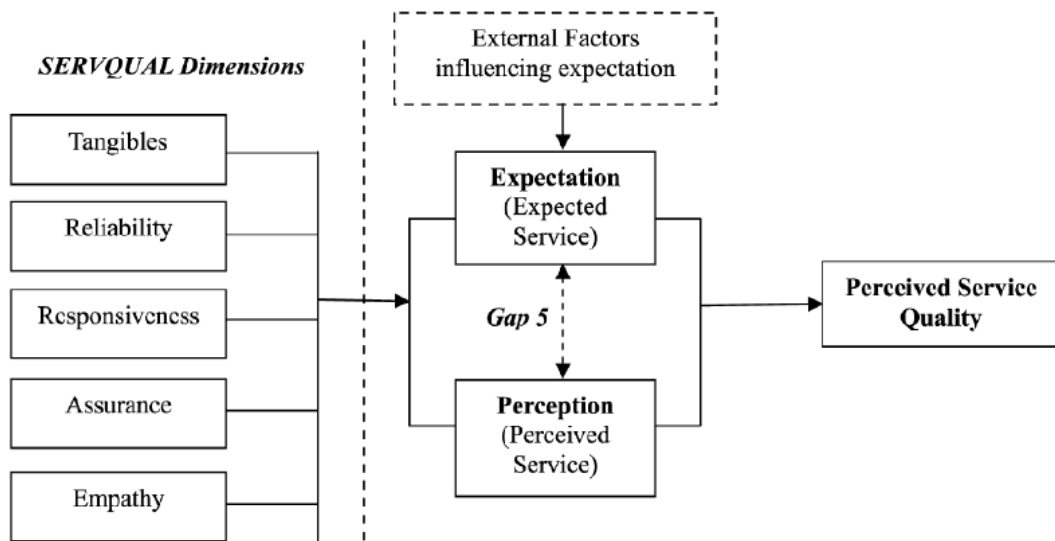 SERVQUAL Dimensions
Tangibles
Reliability
Responsiveness
Assurance
Empathy
External Factors
influencing expectation
Expectation
(Expected
Service)
Gap 5
Perception
(Perceived
Service)
Perceived Service
Quality